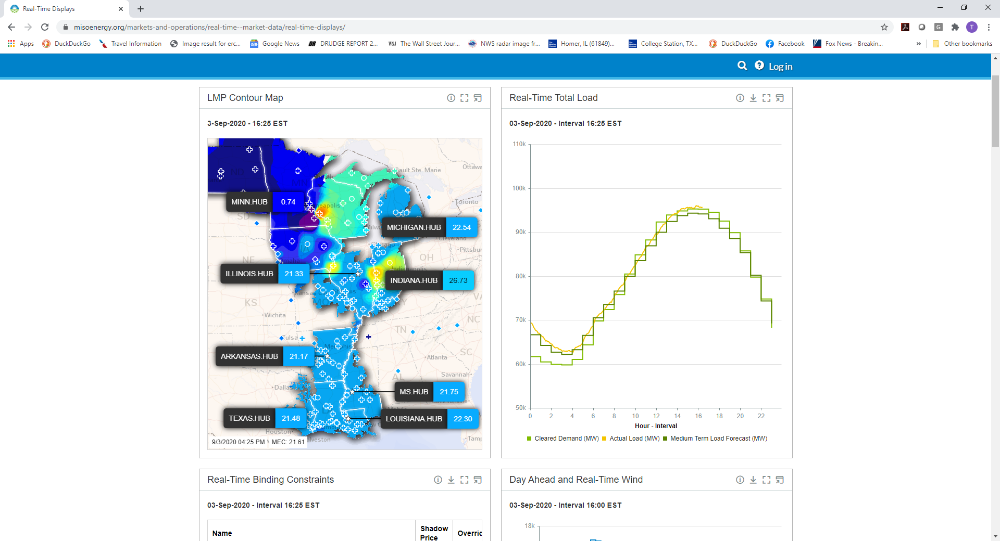 Real-Time Displays
misoenergy.org/markets-and-operations/real-time--market-data/real-time-displays/
G
T
Apps
DuckDuckGo
Travel Information
Image result for erc...
Google News
DRUDGE REPORT 2...
WSJ The Wall Street Jour...
NWS radar image fr...
Homer, IL (61849)...
College Station, TX...
DuckDuckGo
Facebook
Fox News - Breakin...
Other bookmarks
Log in
LMP Contour Map
3-Sep-2020 - 16:25 EST
Sault Ste. Marie
Ottawa
ND
MN
Toronto
MINN.HUB 0.74
SD
MICHIGAN.HUB 22.54
Cleveland
Chicago
Pittsbur
NE
OH
Omaha
Indianapolis
ILLINOIS.HUB 21.33
INDIANA.HUB 26.73
KS
MO
Wichita
NC
TN
Tulsa
Memphis
SC
ARKANSAS.HUB 21.17
Atlanta
Savannah
AL
Dallas
MS.HUB 21.75
Jacksonville
TEXAS.HUB 21.48
LOUISIANA.HUB 22.30
Houston
Tamp
9/3/2020 04:25 PM MEC: 21.61
Real-Time Total Load
03-Sep-2020 - Interval 16:25 EST
110k
100k
90k
80k
70k
60k
50k
0 2 4 6 8 10 12 14 16 18 20 22
Hour - Interval
Cleared Demand (MW) Actual Load (MW) Medium Term Load Forecast (MW)
Real-Time Binding Constraints
03-Sep-2020 - Interval 16:25 EST
Name
Shadow
Price
Overric
Day Ahead and Real-Time Wind
03-Sep-2020 - Interval 16:00 EST
18k